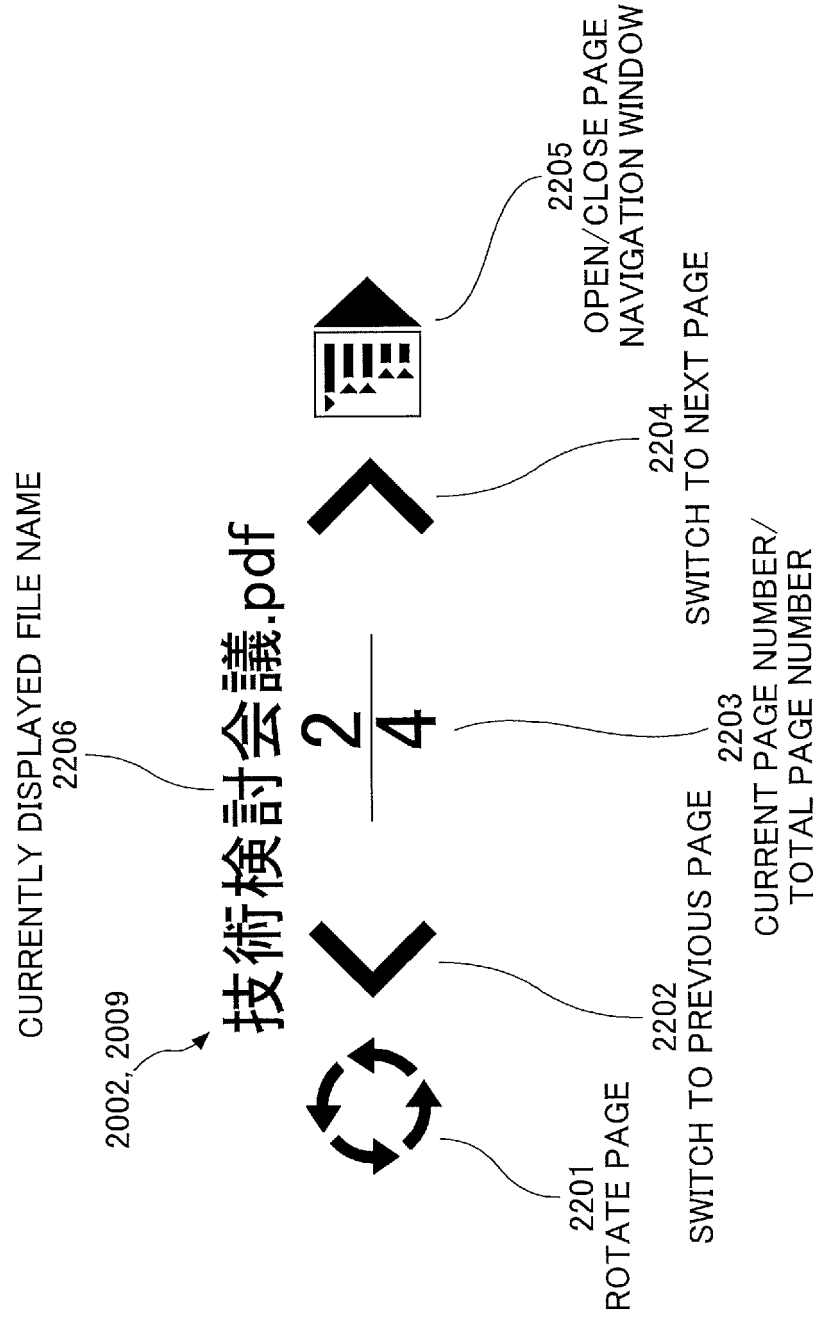 CURRENTLY DISPLAYED FILE NAME
2206
2002, 2009
技術検討会議.pdf
2
4
2201
ROTATE PAGE
2202
SWITCH TO PREVIOUS PAGE
2203
CURRENT PAGE NUMBER/
TOTAL PAGE NUMBER
2204
SWITCH TO NEXT PAGE
2205
OPEN/CLOSE PAGE
NAVIGATION WINDOW